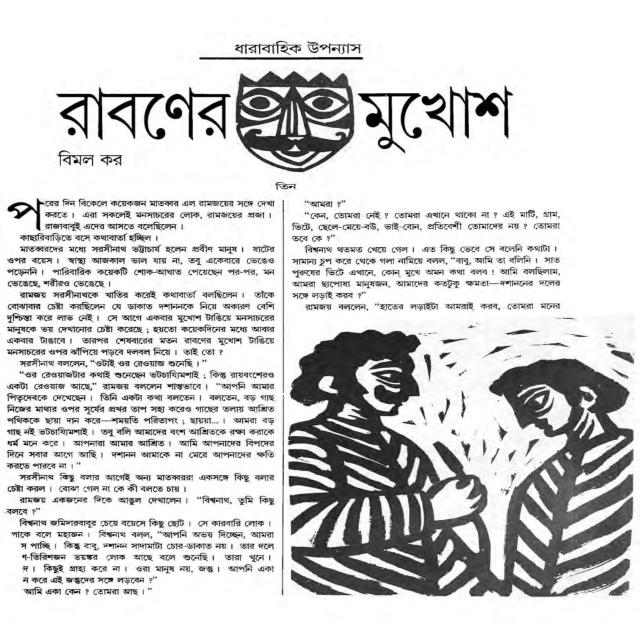 ধারাবাহিক উপন্যাস
রাবণের মুখোশ
বিমল কর
তিন
পরের দিন বিকেলে কয়েকজন মাতব্বর এল রামজয়ের সঙ্গে দেখা
করতে । এরা সকলেই মনসাচরের লোক, রামজয়ের প্রজা ।
রাজাবাবুই এদের আসতে বলেছিলেন ।
কাছারিবাড়িতে বসে কথাবার্তা হচ্ছিল ।
মাতব্বরদের মধ্যে সরসীনাথ ভট্টাচার্য হলেন প্রবীণ মানুষ । ষাটের
ওপর বয়েস । স্বাস্থ্য আজকাল ভাল যায় না, তবু একেবারে ভেঙেও
পড়েননি । পারিবারিক কয়েকটি শোক-আঘাত পেয়েছেন পর-পর, মন
ভেঙেছে, শরীরও ভেঙেছে ।
রামজয় সরসীনাথকে খাতির করেই কথাবার্তা বলছিলেন । তাঁকে
বোঝাবার চেষ্টা করছিলেন যে ডাকাত দশাননকে নিয়ে অকারণ বেশি
দুশ্চিন্তা করে লাভ নেই । সে আগে একবার মুখোশ টাঙিয়ে মনসাচরের
মানুষকে ভয় দেখানোর চেষ্টা করেছে ; হয়তো কয়েকদিনের মধ্যে আবার
একবার টাঙাবে । তারপর শেষবারের মতন রাবণের মুখোশ টাঙিয়ে
মনসাচরের ওপর ঝাঁপিয়ে পড়বে দলবল নিয়ে । তাই তো ?
সরসীনাথ বললেন, “ওটাই ওর রেওয়াজ শুনেছি ।”
“ওর রেওয়াজটার কথাই শুনেছেন ভটচায্যিমশাই ; কিন্তু রায়বংশেরও
একটা রেওয়াজ আছে,” রামজয় বললেন শান্তভাবে । “আপনি আমার
পিতৃদেবকে দেখেছেন । তিনি একটা কথা বলতেন । বলতেন, বড় গাছ
নিজের মাথার ওপর সূর্যের প্রখর তাপ সহ্য করেও গাছের তলায় আশ্রিত
পথিককে ছায়া দান করে—শময়তি পরিতাপং ; ছায়য়া... । আমরা বড়
গাছ নই ভটচায্যিমশাই । তবু বলি আমাদের বংশ আশ্রিতকে রক্ষা করাকে
ধর্ম মনে করে । আপনারা আমার আশ্রিত । আমি আপনাদের বিপদের
দিনে সবার আগে আছি । দশানন আমাকে না মেরে আপনাদের ক্ষতি
করতে পারবে না ।”
সরসীনাথ কিছু বলার আগেই অন্য মাতব্বররা একসঙ্গে কিছু বলার
চেষ্টা করল । বোঝা গেল না কে কী বলতে চায় ।
রামজয় একজনের দিকে আঙুল দেখালেন । “বিশ্বনাথ, তুমি কিছু
বলবে ?”
বিশ্বনাথ জমিদারবাবুর চেয়ে বয়েসে কিছু ছোট । সে কারবারি লোক ।
পাকে বলে মহাজন । বিশ্বনাথ বলল, “আপনি অভয় দিচ্ছেন, আমরা
স পাচ্ছি । কিন্তু বাবু, দশানন সাদামাটা চোর-ডাকাত নয় । তার দলে
ণ-তিরিশজন ভয়ঙ্কর লোক আছে বলে শুনেছি । তারা খুনে ।
দ । কিছুই গ্রাহ্য করে না । ওরা মানুষ নয়, জন্তু । আপনি একা
ন করে এই জন্তুদের সঙ্গে লড়বেন ?”
আমি একা কেন ? তোমরা আছ ।”
“আমরা ?”
“কেন, তোমরা নেই ? তোমরা এখানে থাকো না ? এই মাটি, গ্রাম,
ভিটে, ছেলে-মেয়ে-বউ, ভাই-বোন, প্রতিবেশী তোমাদের নয় ? তোমরা
তবে কে ?”
বিশ্বনাথ থতমত খেয়ে গেল । এত কিছু ভেবে সে বলেনি কথাটা ।
সামান্য চুপ করে থেকে গলা নামিয়ে বলল, “বাবু, আমি তা বলিনি । সাত
পুরুষের ভিটে এখানে, কোন্ মুখে অমন কথা বলব ! আমি বলছিলাম,
আমরা ছাপোষা মানুষজন, আমাদের কতটুকু ক্ষমতা—দশাননের দলের
সঙ্গে লড়াই করব ?”
রামজয় বললেন, “হাতের লড়াইটা আমরাই করব, তোমরা মনের